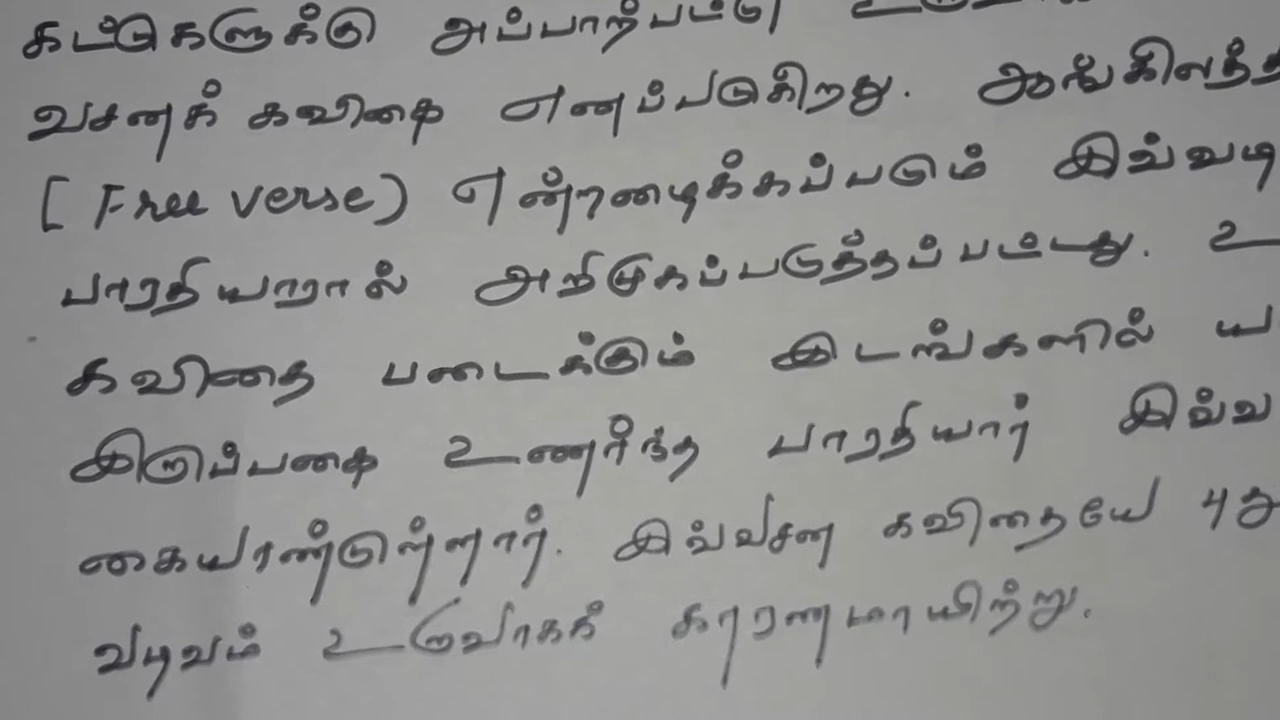 கட்டுகளுக்கு அப்பாற்பட்டு
வசனக் கவிதை எனப்படுகிறது. ஆங்கிலத்த
[ Free verse) என்றழைக்கப்படும் இவ்வடி
பாரதியாரால் அறிமுகப்படுத்தப்பட்டது. உ
கவிதை படைக்கும் இடங்களில் ய
இருப்பதை உணர்ந்த பாரதியார் இவ்வ
கையாண்டுள்ளார். இவ்வசன கவிதையே புது
வடிவம் உருவாகக் காரணமாயிற்று.